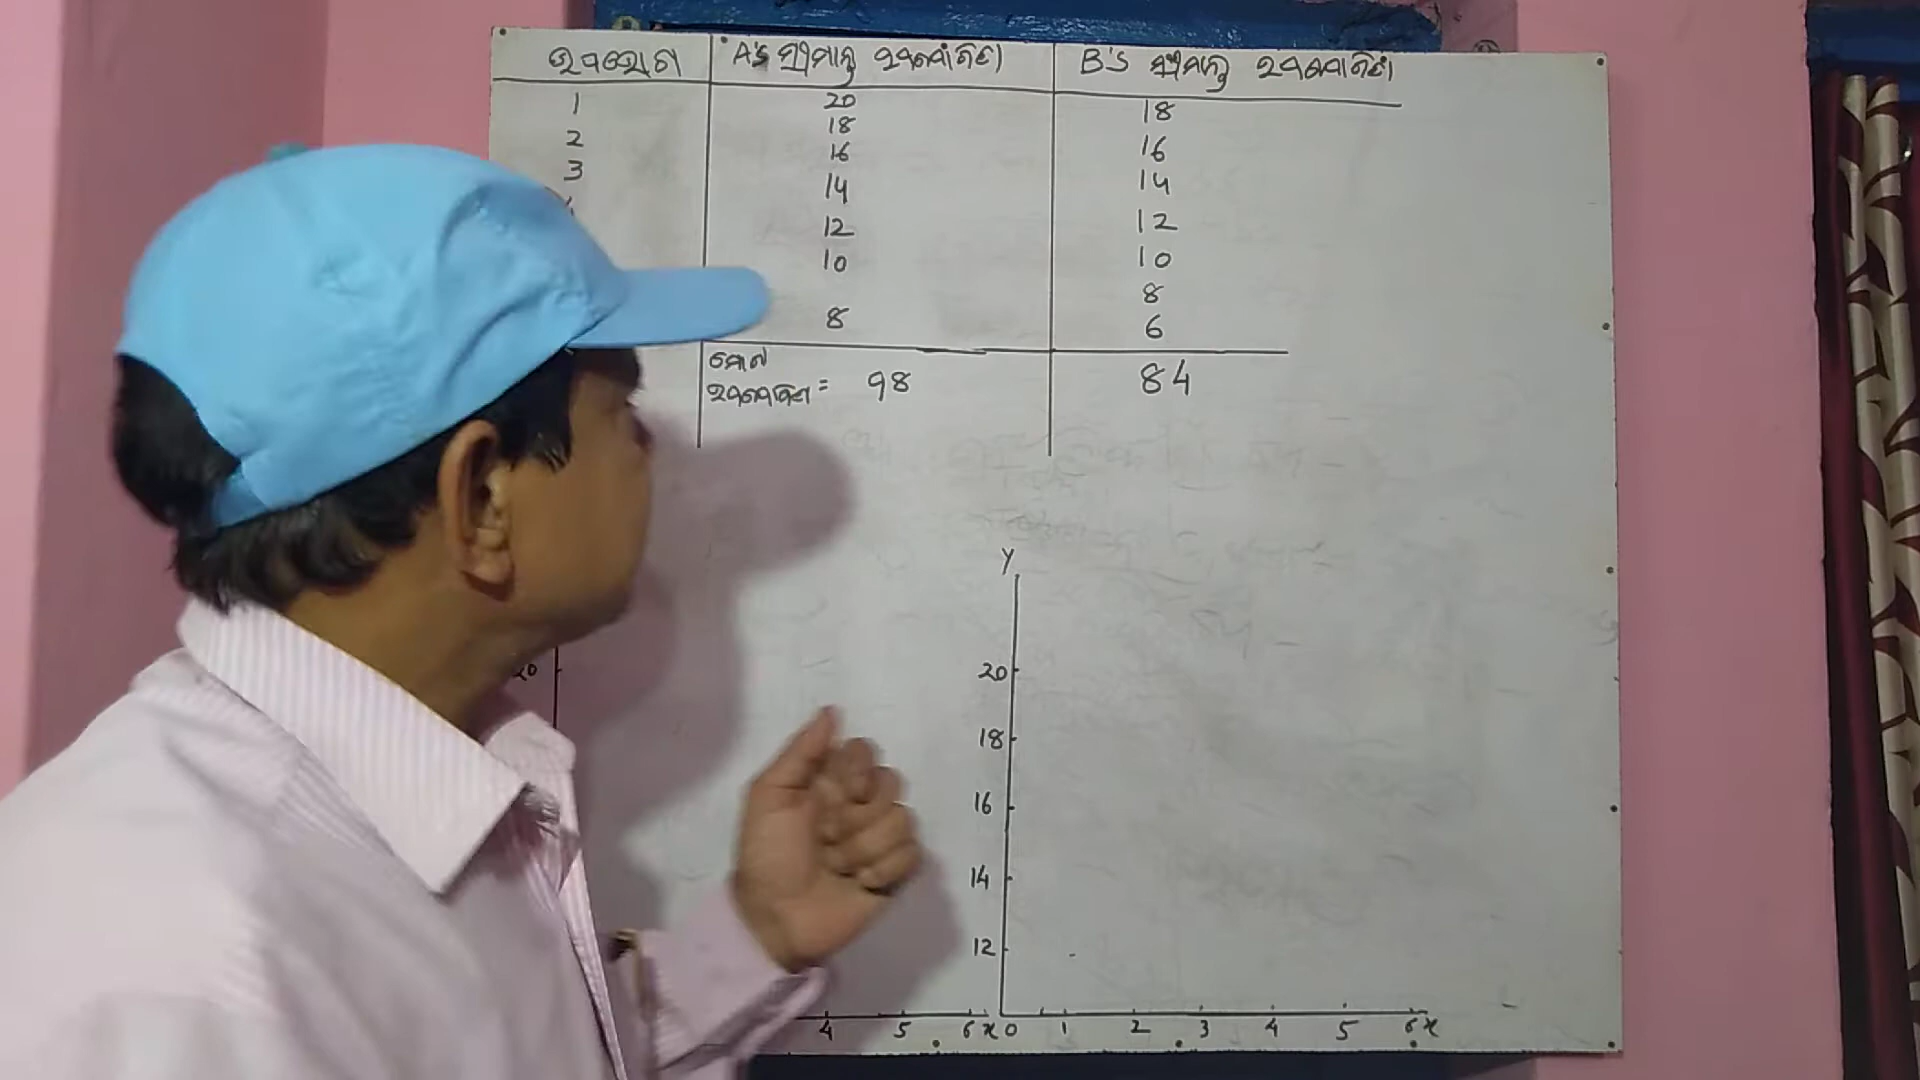 ଉପଭୋଗ A's ପ୍ରୀମାନ୍ତ ଉପଯୋଗିତା B's ପ୍ରୀମାନ୍ତ ଉପଯୋଗିତା
1 20 18
2 18 16
3 16 14
14 12
12 10
10 8
8 6
ମୋଟ
ଉପଯୋଗିତା = 98 84
Y
20 20
18
16
14
12
4 5 6 x 0 1 2 3 4 5 6 x